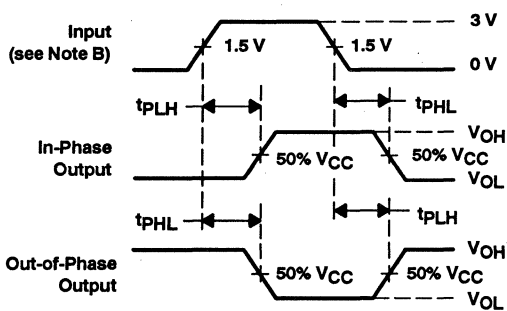 Input
(see Note B)
1.5 V
1.5 V
3 V
0 V
tPLH
tPHL
In-Phase
Output
50% VCC
50% VCC
VOH
VOL
tPHL
tPLH
Out-of-Phase
Output
50% VCC
50% VCC
VOH
VOL